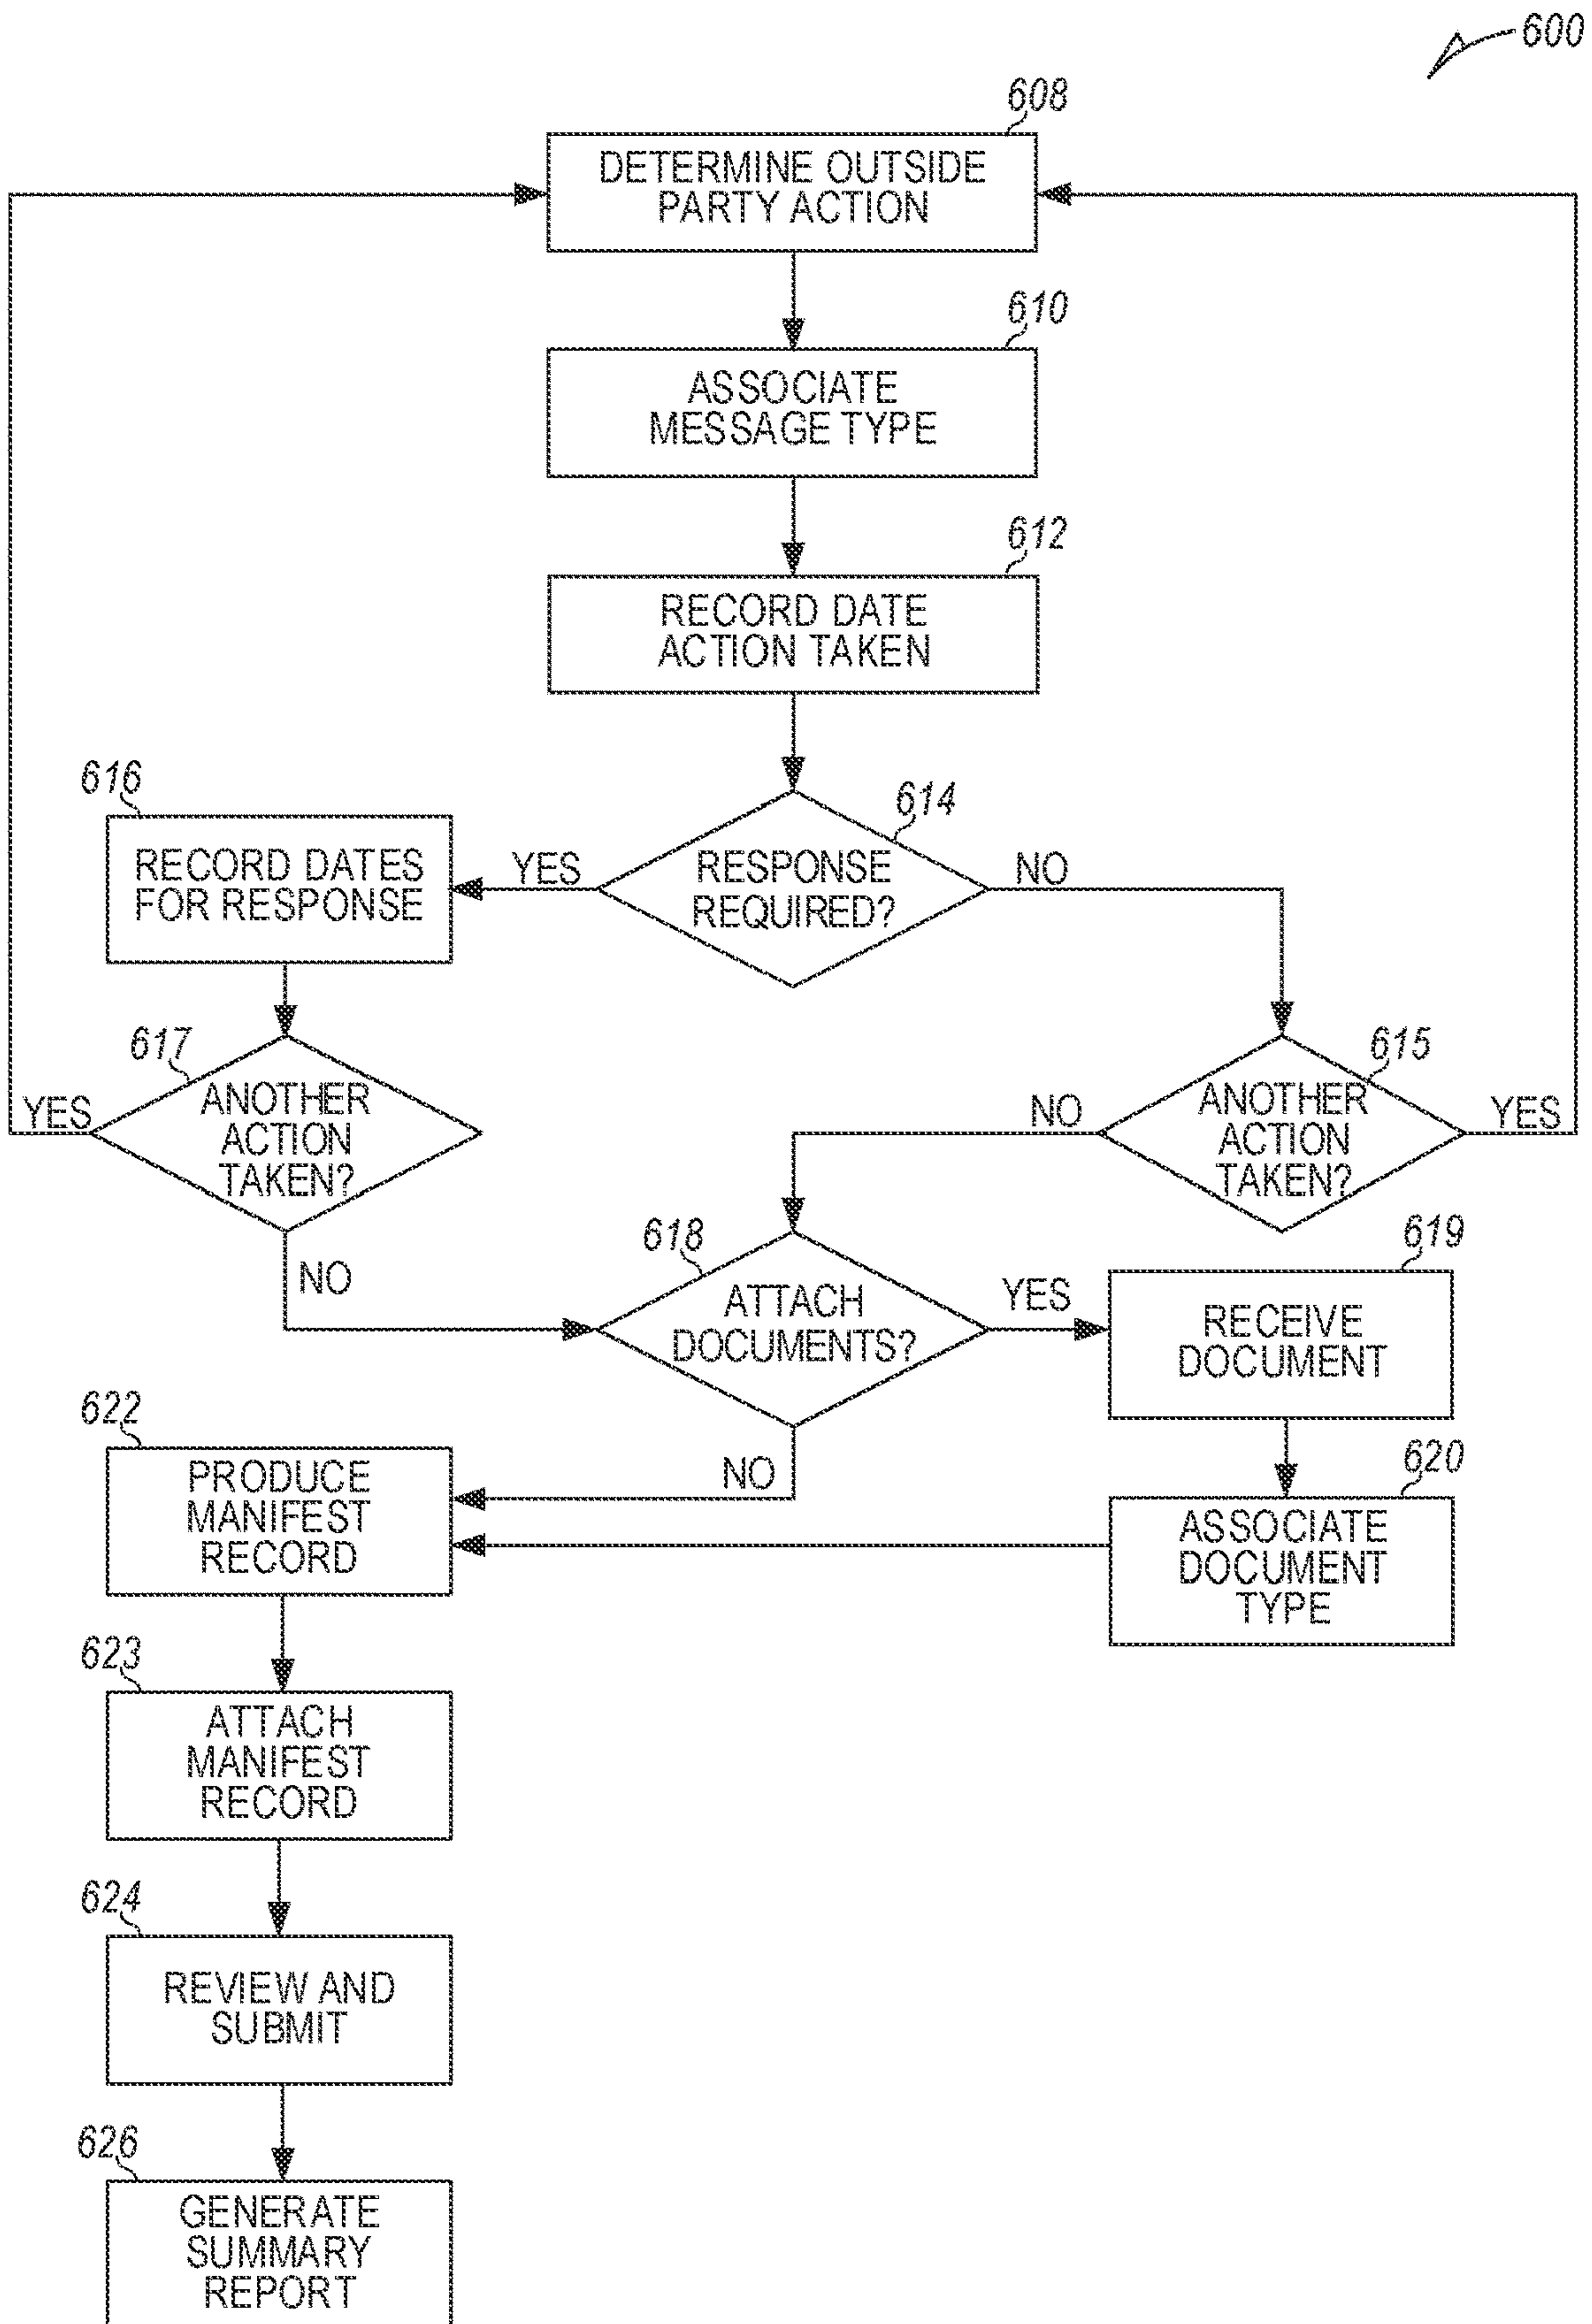 600
608
DETERMINE OUTSIDE
PARTY ACTION
610
ASSOCIATE
MESSAGE TYPE
612
RECORD DATE
ACTION TAKEN
616
RECORD DATES
FOR RESPONSE
YES
614
RESPONSE
REQUIRED?
NO
617
ANOTHER
ACTION
TAKEN?
YES
NO
615
ANOTHER
ACTION
TAKEN?
NO
YES
618
ATTACH
DOCUMENTS?
YES
NO
619
RECEIVE
DOCUMENT
620
ASSOCIATE
DOCUMENT
TYPE
622
PRODUCE
MANIFEST
RECORD
623
ATTACH
MANIFEST
RECORD
624
REVIEW AND
SUBMIT
626
GENERATE
SUMMARY
REPORT